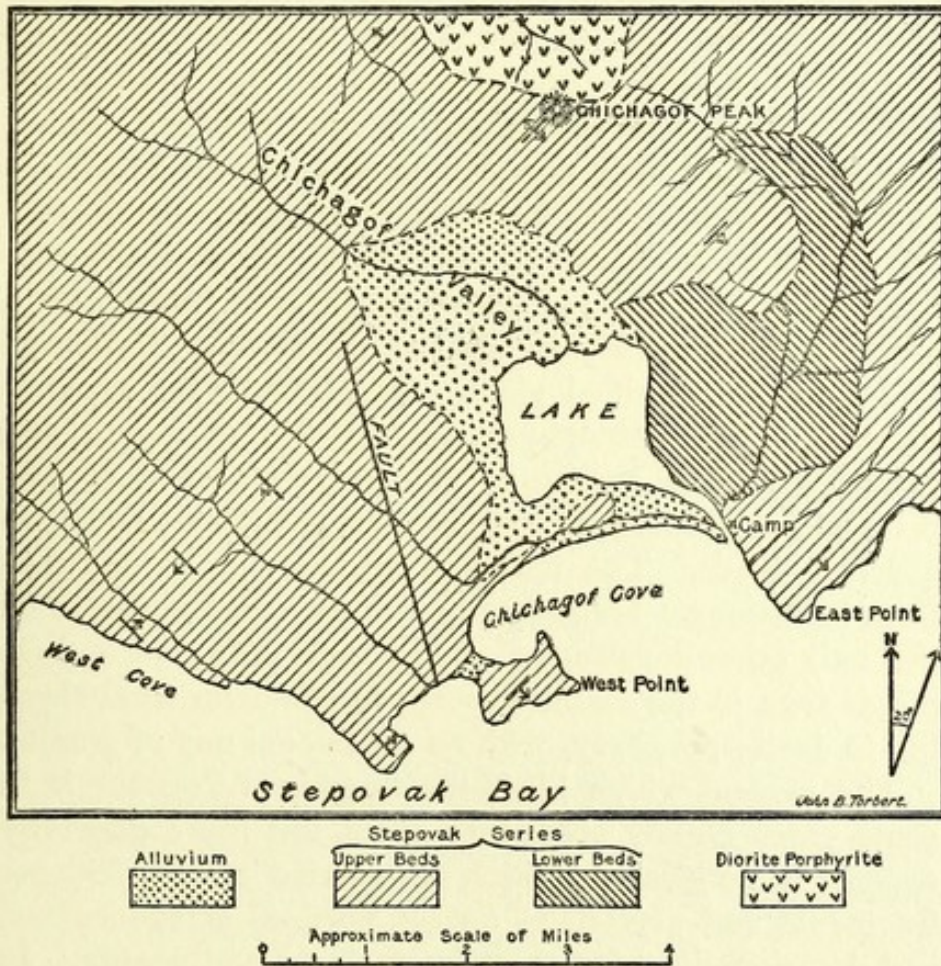 CHICHAGOF PEAK
Chichagof
Valley
LAKE
FAULT
Camp
Chichagof Cove
East Point
West Point
West Cove
N
Stepovak Bay
John B. Torbert.
Stepovak Series
Alluvium
Upper Beds
Lower Beds
Diorite Porphyrite
Approximate Scale of Miles
0 1 2 3 4